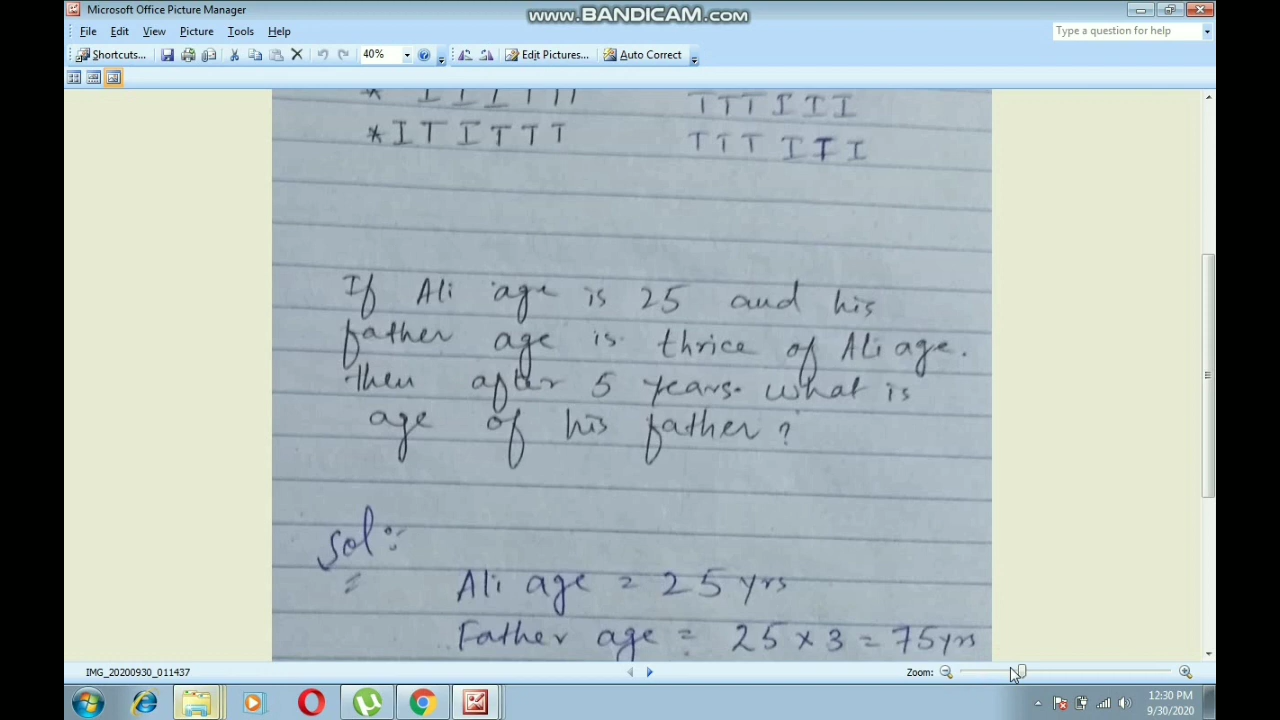 Microsoft Office Picture Manager
www.BANDICAM.com
File Edit View Picture Tools Help
Type a question for help
Shortcuts... 40% Edit Pictures... Auto Correct
* I I I T T T
T T T I I I
* I T I T T T
T T T I T I
If Ali age is 25 and his
father age is thrice of Ali age.
Then after 5 years. what is
age of his father?
Sol:
Ali age = 25 yrs
Father age = 25 × 3 = 75 yrs
IMG_20200930_011437
Zoom:
12:30 PM
9/30/2020